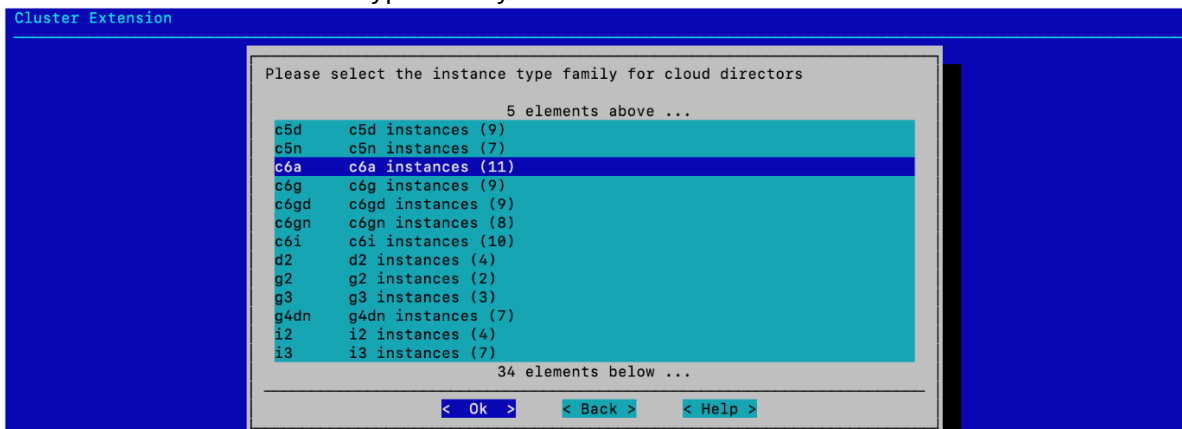 Cluster Extension
Please select the instance type family for cloud directors
5 elements above ...
c5d c5d instances (9)
c5n c5n instances (7)
c6a c6a instances (11)
c6g c6g instances (9)
c6gd c6gd instances (9)
c6gn c6gn instances (8)
c6i c6i instances (10)
d2 d2 instances (4)
g2 g2 instances (2)
g3 g3 instances (3)
g4dn g4dn instances (7)
i2 i2 instances (4)
i3 i3 instances (7)
34 elements below ...
< Ok > < Back > < Help >